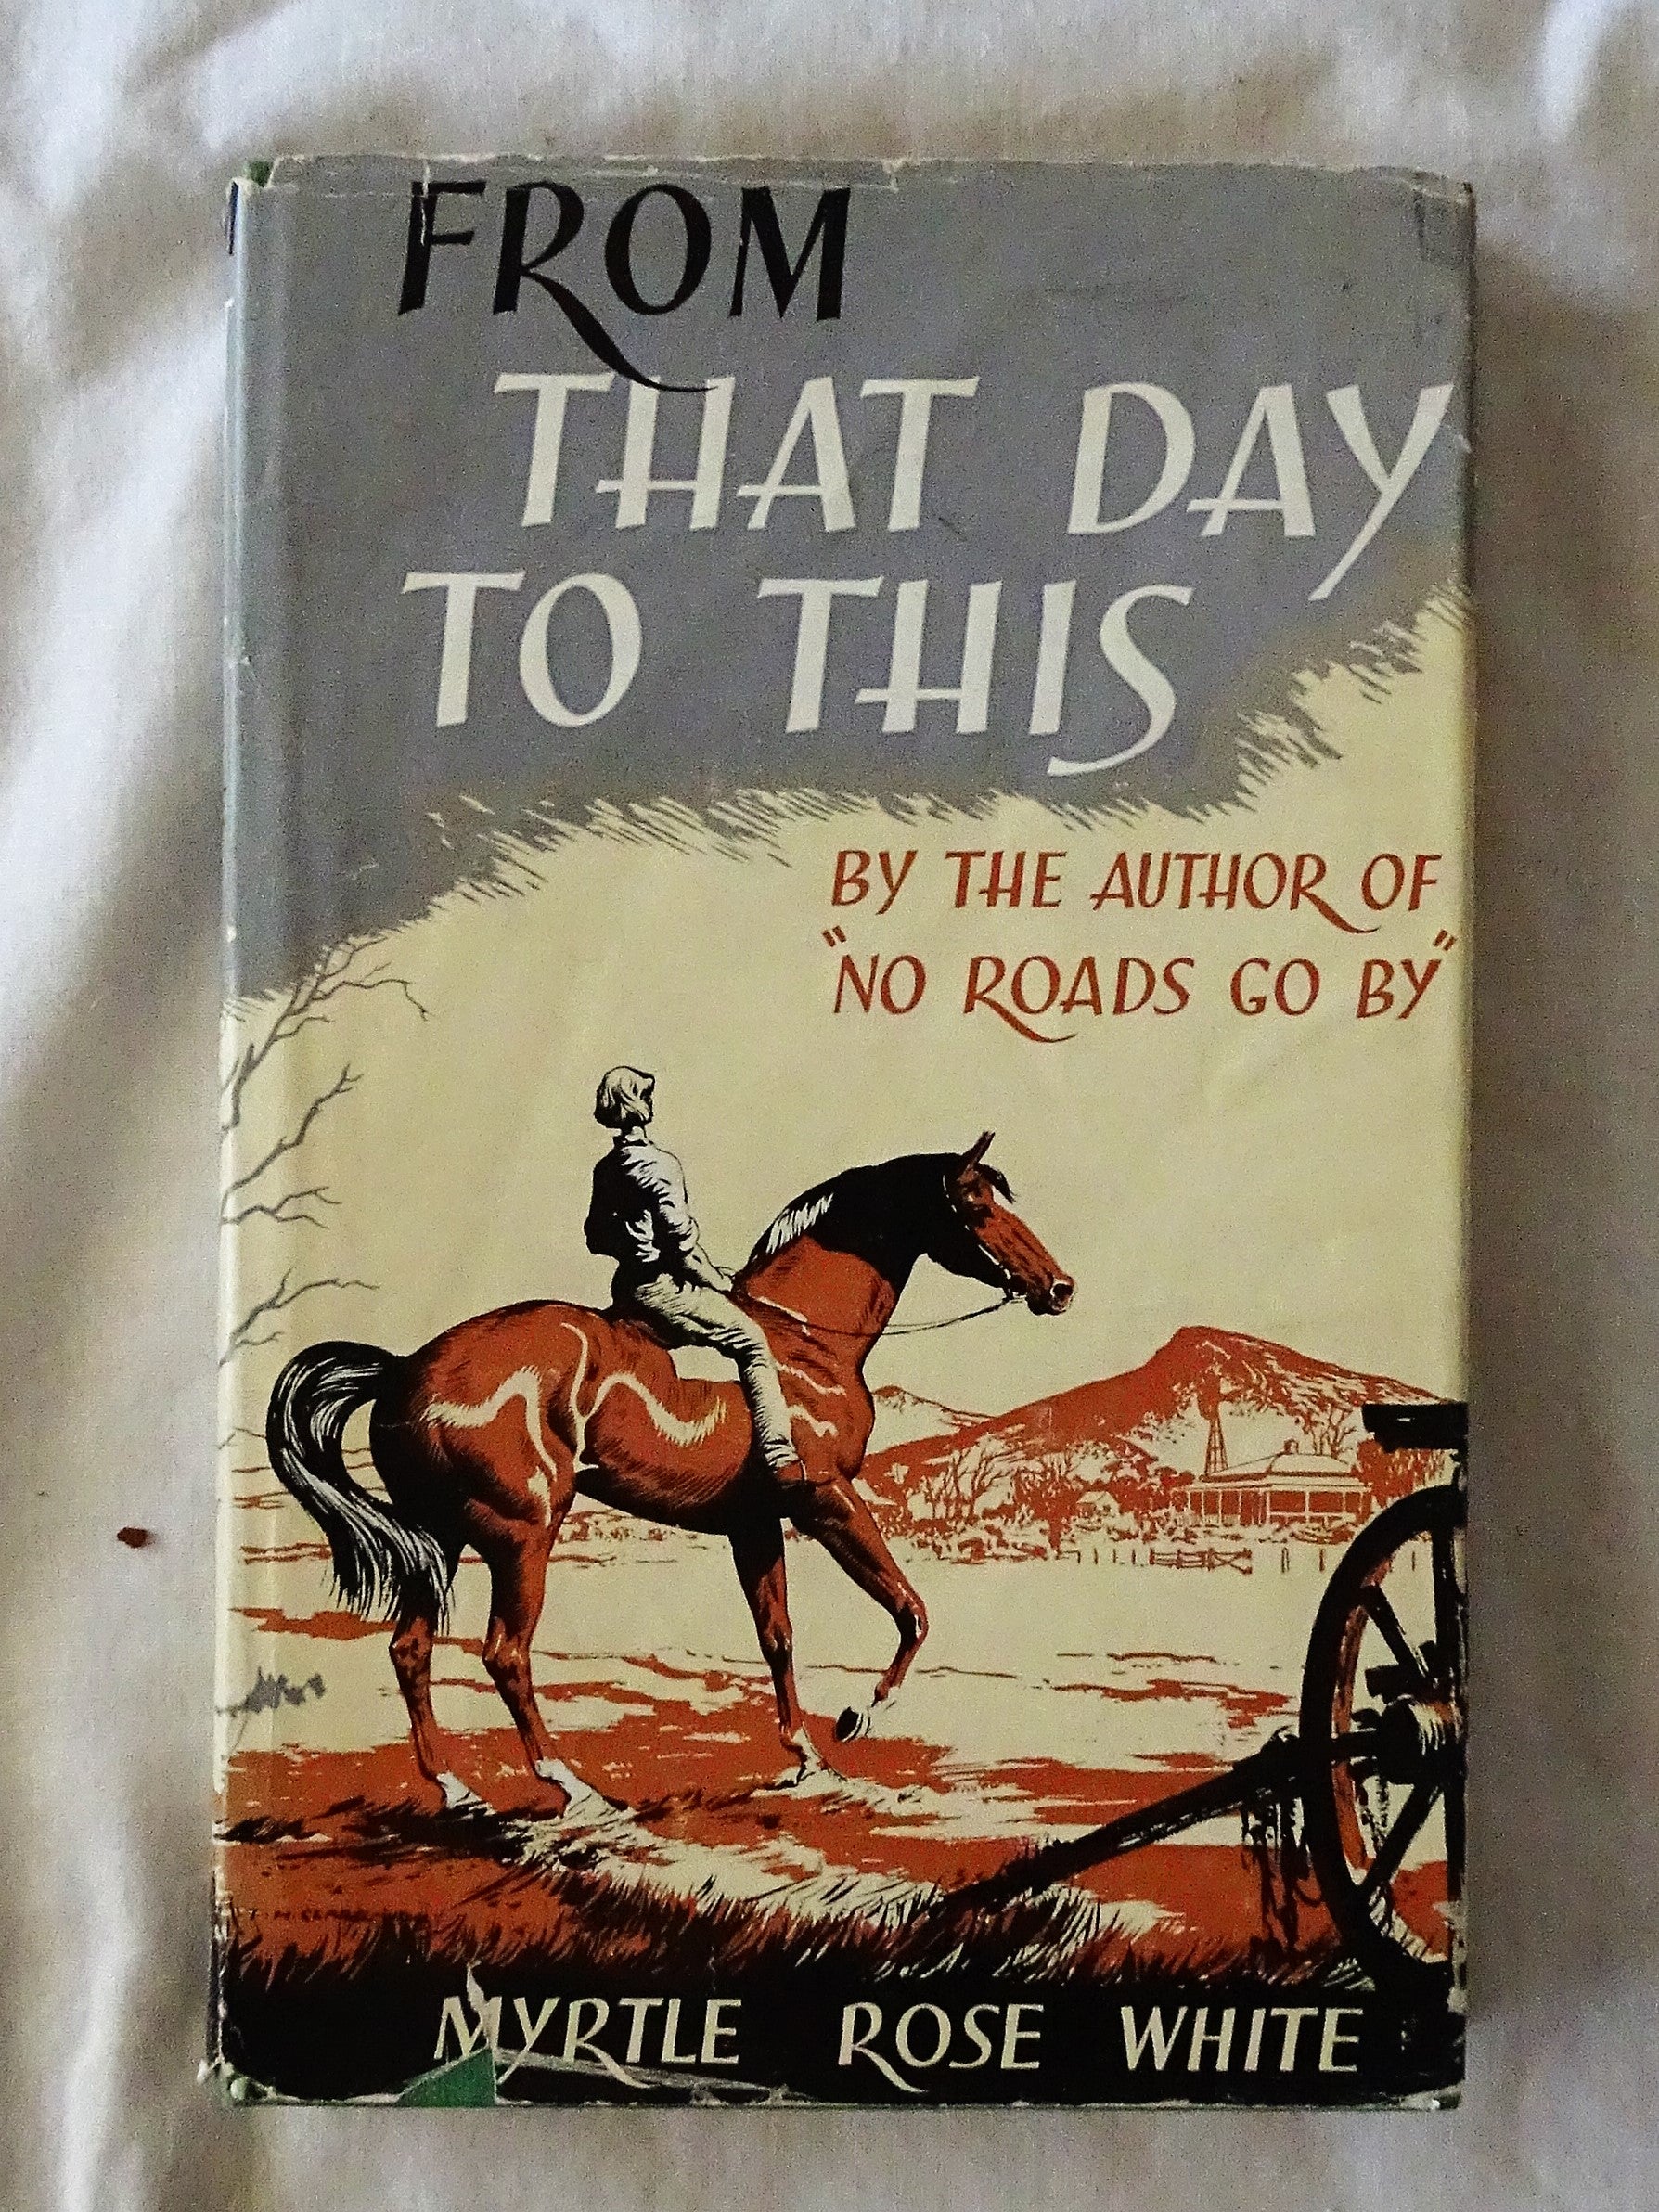 FROM
THAT DAY
TO THIS
BY THE AUTHOR OF
"NO ROADS GO BY"
MYRTLE ROSE WHITE